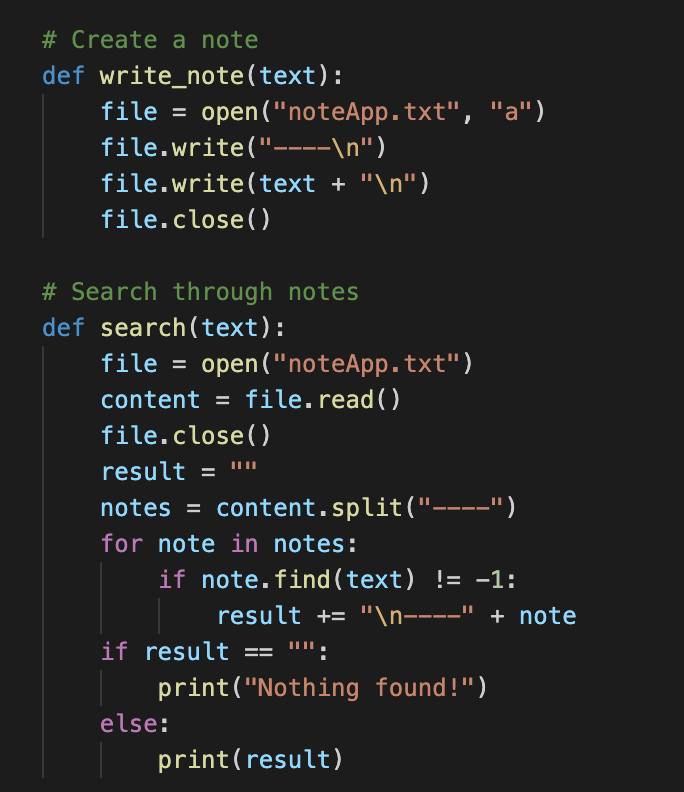 # Create a note
def write_note(text):
    file = open("noteApp.txt", "a")
    file.write("----\n")
    file.write(text + "\n")
    file.close()

# Search through notes
def search(text):
    file = open("noteApp.txt")
    content = file.read()
    file.close()
    result = ""
    notes = content.split("----")
    for note in notes:
        if note.find(text) != -1:
            result += "\n----" + note
    if result == "":
        print("Nothing found!")
    else:
        print(result)